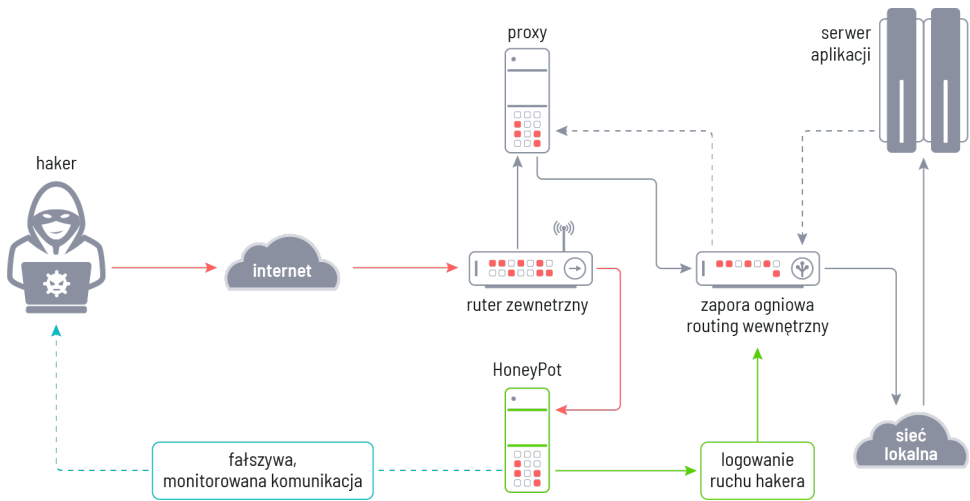 proxy
serwer
aplikacji
haker
internet
ruter zewnetrzny
zapora ogniowa
routing wewnętrzny
HoneyPot
sieć
lokalna
fałszywa,
monitorowana komunikacja
logowanie
ruchu hakera